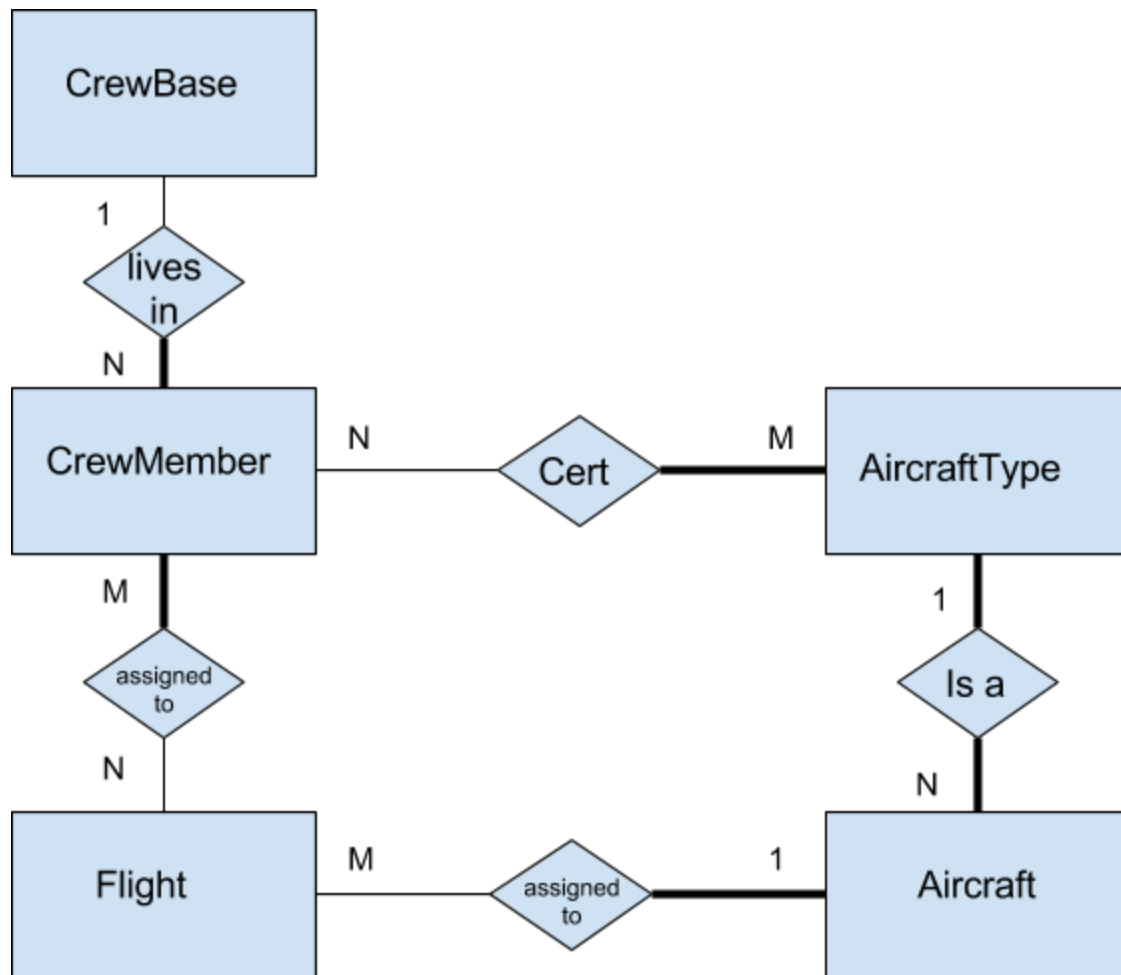 CrewBase
1
lives
in
N
CrewMember
N
Cert
M
AircraftType
M
assigned
to
N
1
Is a
N
Flight
M
assigned
to
1
Aircraft